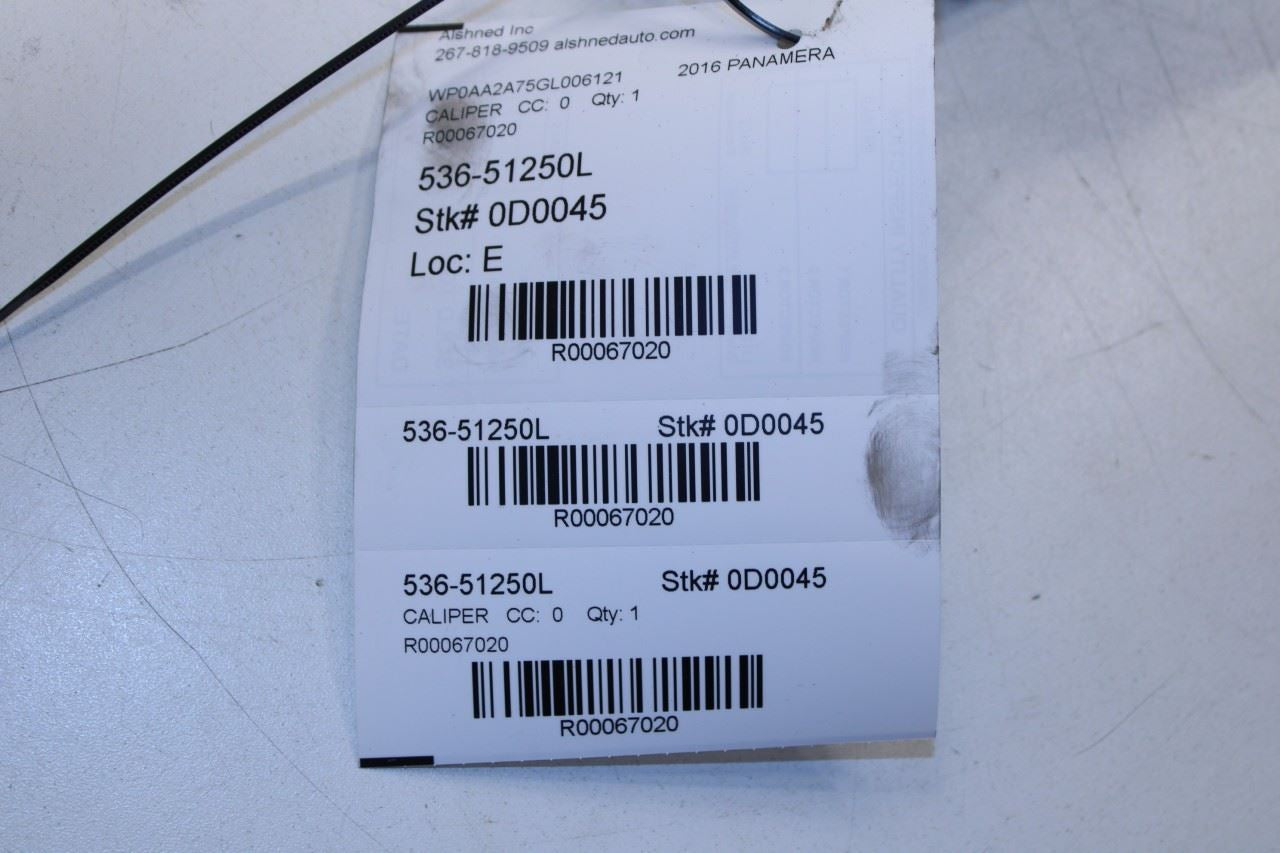 Alshned Inc
267-818-9509 alshnedauto.com
WP0AA2A75GL006121 2016 PANAMERA
CALIPER CC: 0 Qty: 1
R00067020
536-51250L
Stk# 0D0045
Loc: E
R00067020
536-51250L Stk# 0D0045
R00067020
536-51250L Stk# 0D0045
CALIPER CC: 0 Qty: 1
R00067020
R00067020